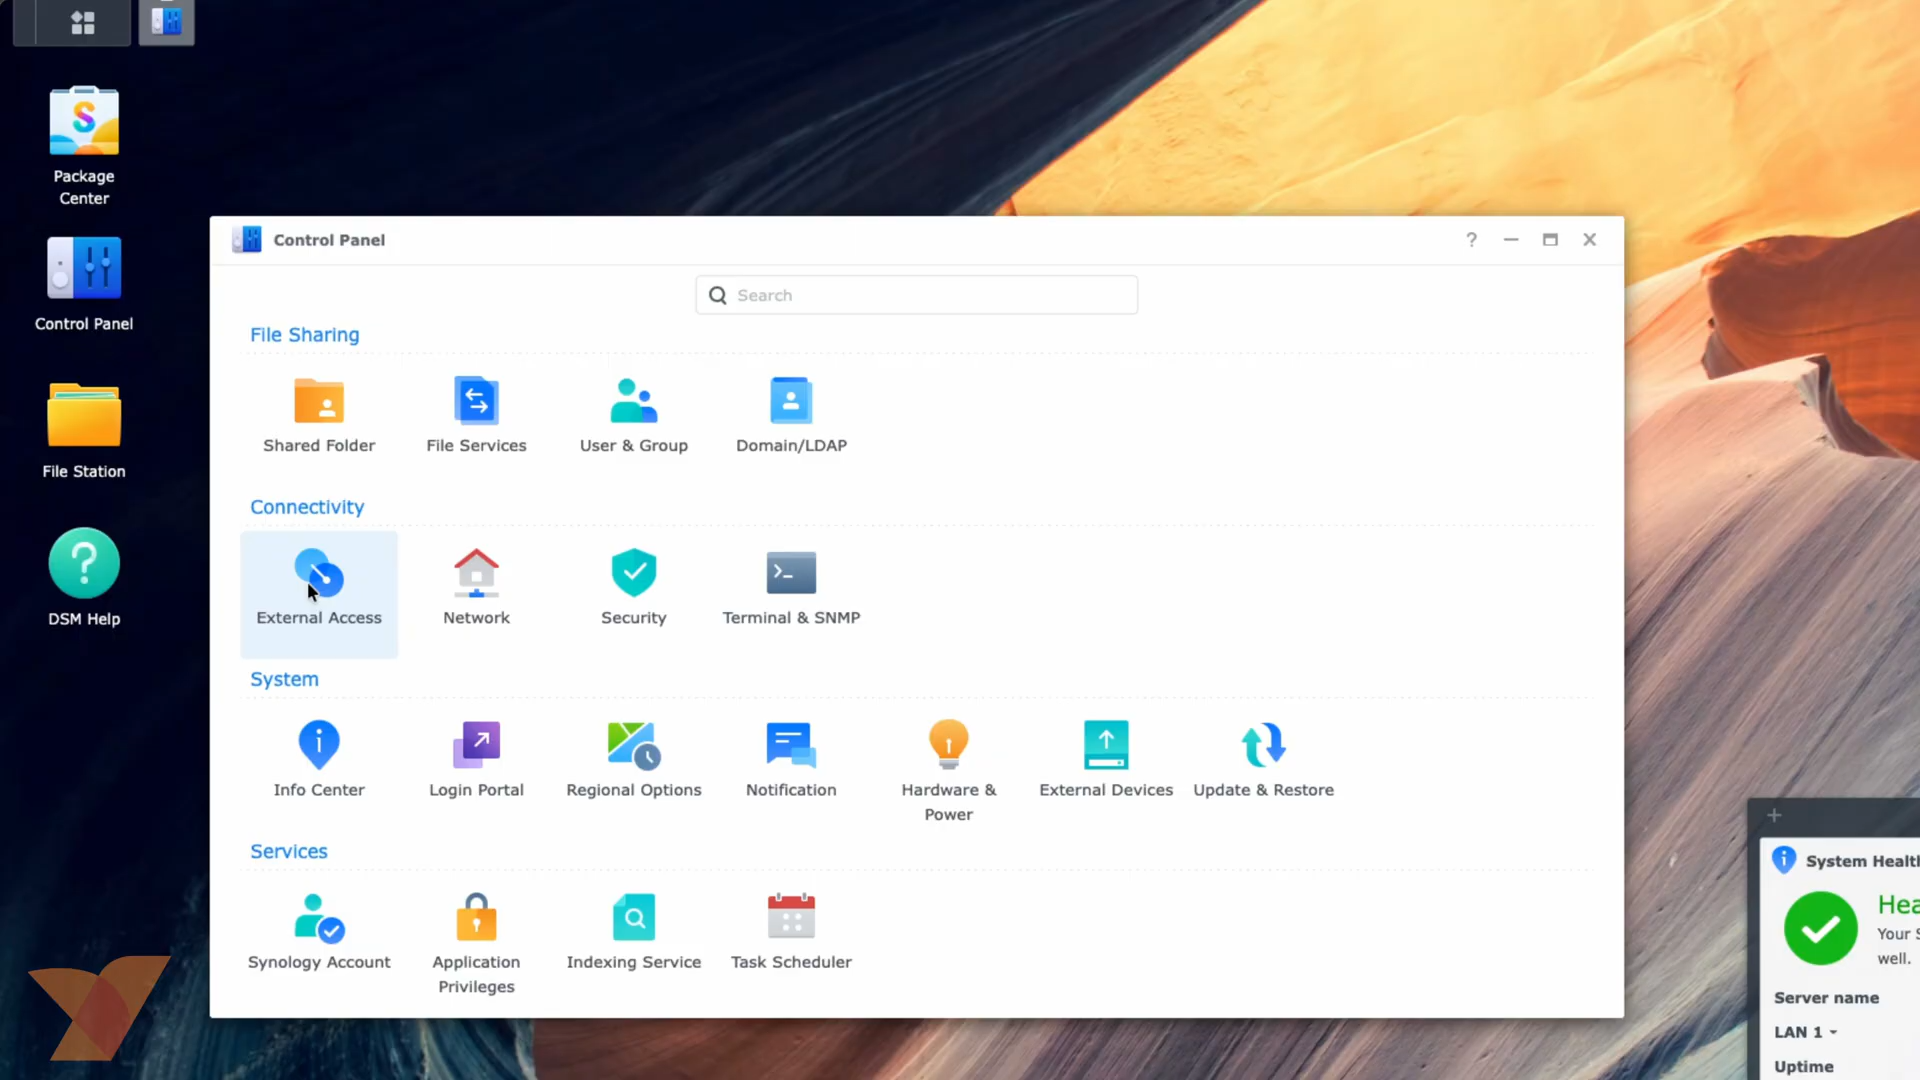 Package
Center
Control Panel
File Station
DSM Help
Control Panel
Search
File Sharing
Shared Folder
File Services
User & Group
Domain/LDAP
Connectivity
External Access
Network
Security
Terminal & SNMP
System
Info Center
Login Portal
Regional Options
Notification
Hardware &
Power
External Devices
Update & Restore
Services
Synology Account
Application
Privileges
Indexing Service
Task Scheduler
System Health
Hea
Your S
well.
Server name
LAN 1
Uptime